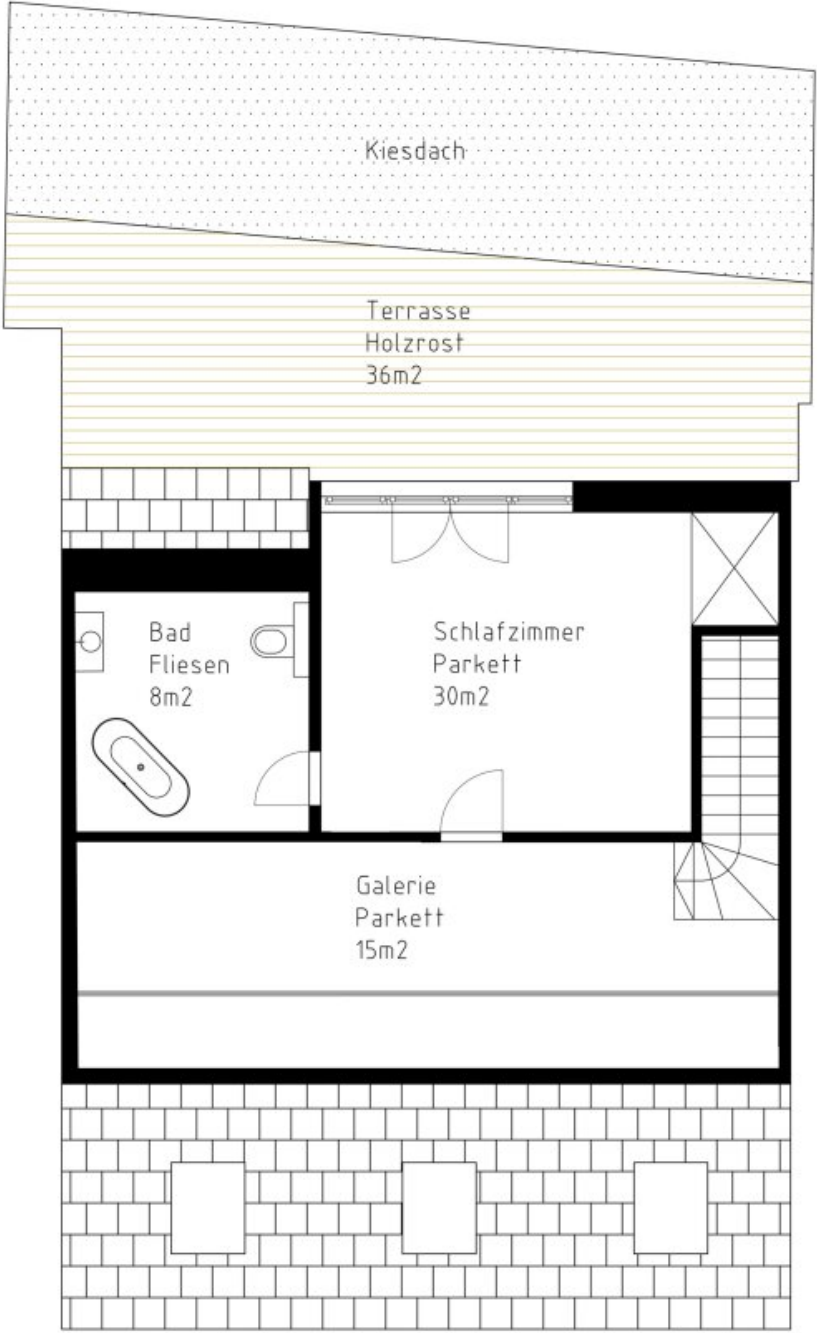 Kiesdach
Terrasse
Holzrost
36m2
Bad
Fliesen
8m2
Schlafzimmer
Parkett
30m2
Galerie
Parkett
15m2